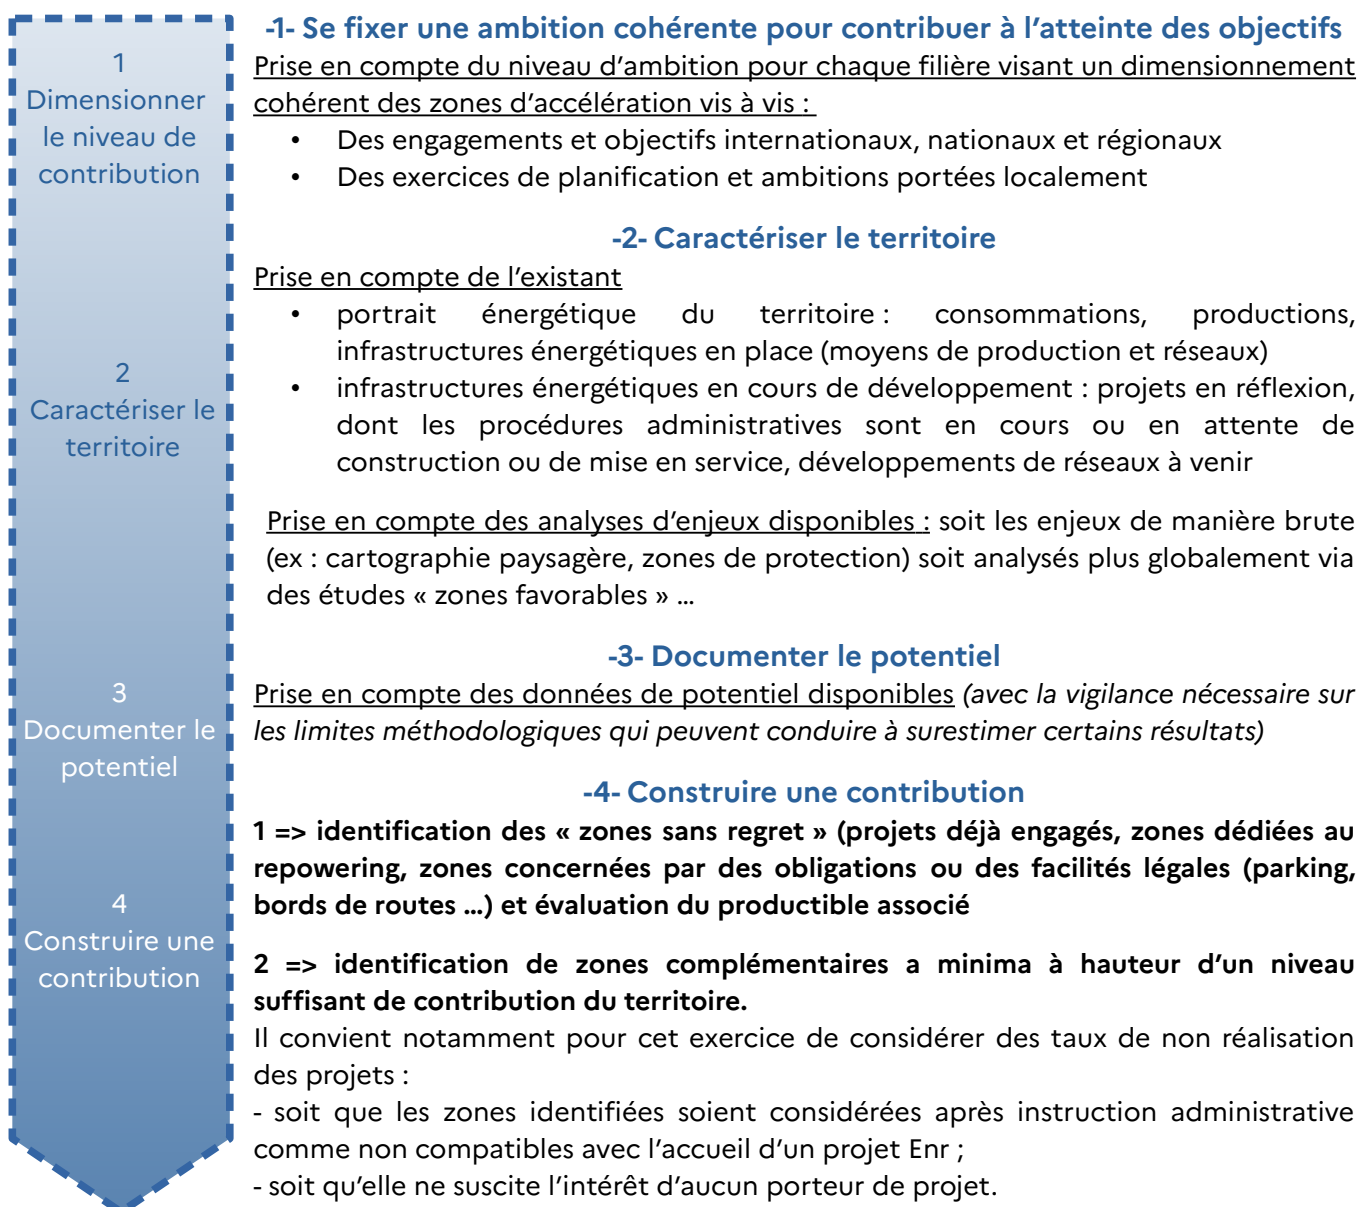 1
Dimensionner
le niveau de
contribution
2
Caractériser le
territoire
3
Documenter le
potentiel
4
Construire une
contribution
-1- Se fixer une ambition cohérente pour contribuer à l'atteinte des objectifs
Prise en compte du niveau d'ambition pour chaque filière visant un dimensionnement
cohérent des zones d'accélération vis à vis :
• Des engagements et objectifs internationaux, nationaux et régionaux
• Des exercices de planification et ambitions portées localement
-2- Caractériser le territoire
Prise en compte de l'existant
• portrait énergétique du territoire : consommations, productions,
infrastructures énergétiques en place (moyens de production et réseaux)
• infrastructures énergétiques en cours de développement : projets en réflexion,
dont les procédures administratives sont en cours ou en attente de
construction ou de mise en service, développements de réseaux à venir
Prise en compte des analyses d'enjeux disponibles : soit les enjeux de manière brute
(ex : cartographie paysagère, zones de protection) soit analysés plus globalement via
des études « zones favorables » …
-3- Documenter le potentiel
Prise en compte des données de potentiel disponibles (avec la vigilance nécessaire sur
les limites méthodologiques qui peuvent conduire à surestimer certains résultats)
-4- Construire une contribution
1 => identification des « zones sans regret » (projets déjà engagés, zones dédiées au
repowering, zones concernées par des obligations ou des facilités légales (parking,
bords de routes …) et évaluation du productible associé
2 => identification de zones complémentaires a minima à hauteur d'un niveau
suffisant de contribution du territoire.
Il convient notamment pour cet exercice de considérer des taux de non réalisation
des projets :
- soit que les zones identifiées soient considérées après instruction administrative
comme non compatibles avec l'accueil d'un projet Enr ;
- soit qu'elle ne suscite l'intérêt d'aucun porteur de projet.